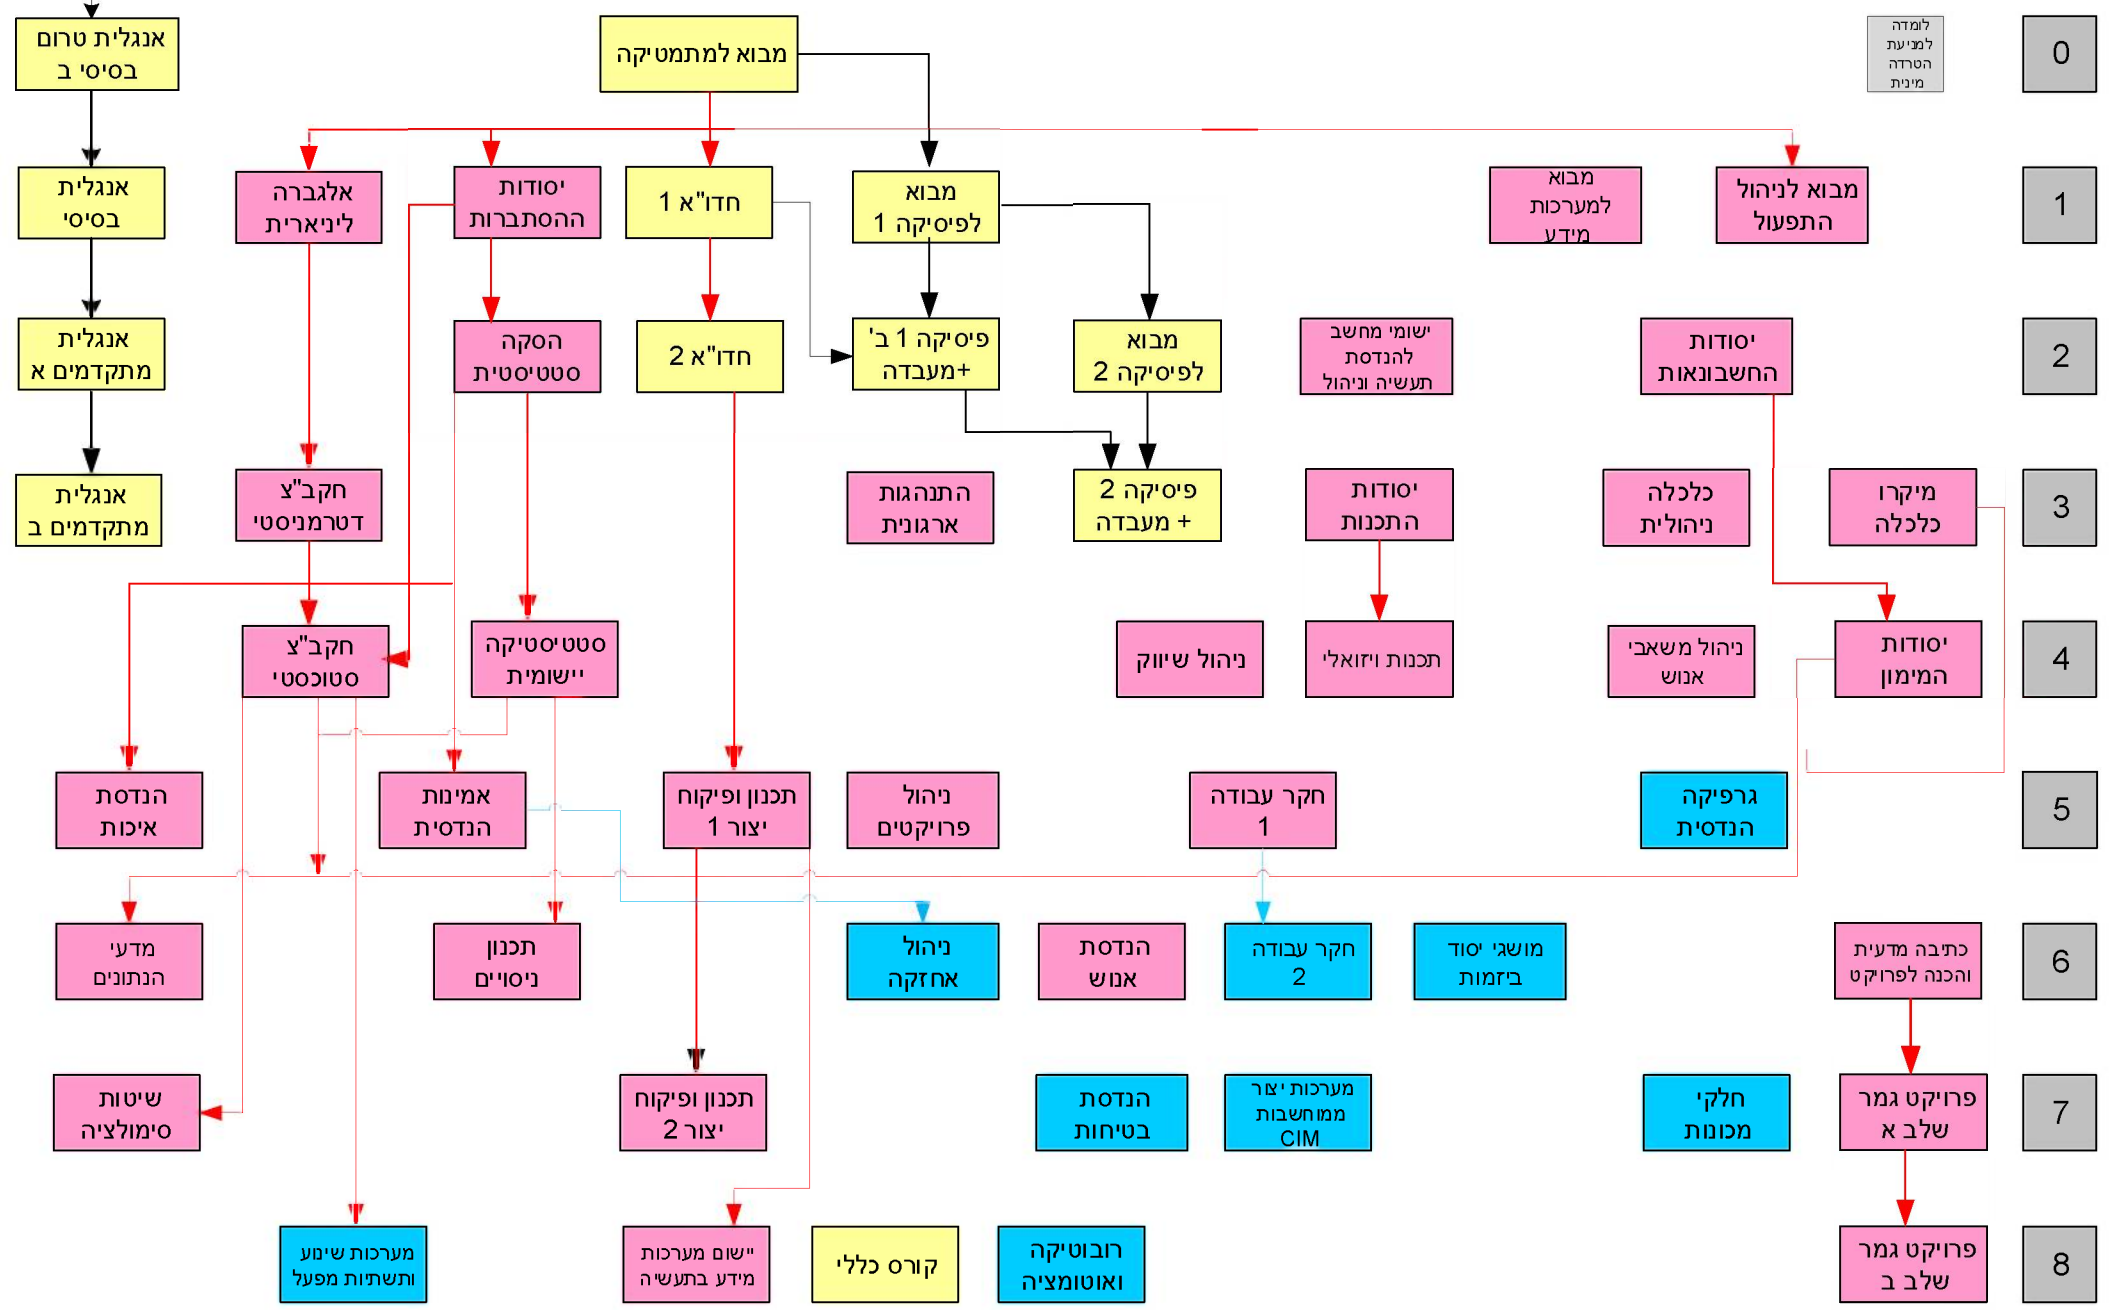 אנגלית טרום
בסיסי ב
מבוא למתמטיקה
לומדה
למניעת
הטרדה
מינית
0
אנגלית
בסיסי
אלגברה
ליניארית
יסודות
ההסתברות
חדו"א 1
מבוא
לפיסיקה 1
מבוא
למערכות
מידע
מבוא לניהול
התפעול
1
אנגלית
מתקדמים א
הסקה
סטטיסטית
חדו"א 2
פיסיקה 1 ב'
+מעבדה
מבוא
לפיסיקה 2
ישומי מחשב
להנדסת
תעשיה וניהול
יסודות
החשבונאות
2
אנגלית
מתקדמים ב
חקב"צ
דטרמניסטי
התנהגות
ארגונית
פיסיקה 2
+ מעבדה
יסודות
התכנות
כלכלה
ניהולית
מיקרו
כלכלה
3
חקב"צ
סטוכסטי
סטטיסטיקה
יישומית
ניהול שיווק
תכנות ויזואלי
ניהול משאבי
אנוש
יסודות
המימון
4
הנדסת
איכות
אמינות
הנדסית
תכנון ופיקוח
יצור 1
ניהול
פרויקטים
חקר עבודה
1
גרפיקה
הנדסית
5
מדעי
הנתונים
תכנון
ניסויים
ניהול
אחזקה
הנדסת
אנוש
חקר עבודה
2
מושגי יסוד
ביזמות
כתיבה מדעית
והכנה לפרויקט
6
שיטות
סימולציה
תכנון ופיקוח
יצור 2
הנדסת
בטיחות
מערכות יצור
ממוחשבות
CIM
חלקי
מכונות
פרויקט גמר
שלב א
7
מערכות שינוע
ותשתיות מפעל
יישום מערכות
מידע בתעשיה
קורס כללי
רובוטיקה
ואוטומציה
פרויקט גמר
שלב ב
8